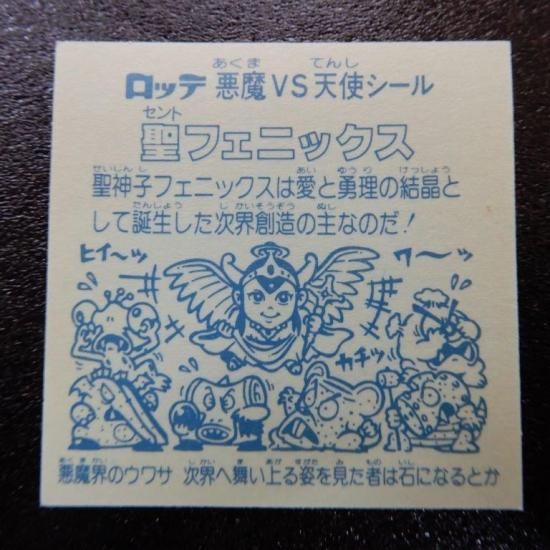 ロッテ 悪魔VS天使シール
聖フェニックス
聖神子フェニックスは愛と勇理の結晶と
して誕生した次界創造の主なのだ!
ヒイ〜ッ
ワ〜ッ
カチッ
悪魔界のウワサ 次界へ舞い上る姿を見た者は石になるとか